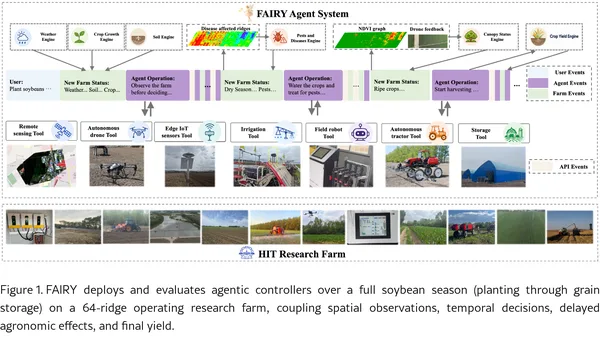 FAIRY Agent System
Weather Engine
Crop Growth Engine
Soil Engine
Disease affected ridges
Pests and Diseases Engine
NDVI graph
Drone feedback
Canopy Status Engine
Crop Yield Engine
User:
Plant soybeans ···
New Farm Status:
Weather... Soil... Crop...
Agent Operation:
Observe the farm before deciding...
...
New Farm Status:
Dry Season... Pests...
Agent Operation:
Water the crops and treat for pests...
...
New Farm Status:
Ripe crops...
Agent Operation:
Start harvesting ...
...
User Events
Agent Events
Farm Events
Remote sensing Tool
Autonomous drone Tool
Edge IoT sensors Tool
Irrigation Tool
Field robot Tool
Autonomous tractor Tool
Storage Tool
API Events
HIT Research Farm
Figure 1. FAIRY deploys and evaluates agentic controllers over a full soybean season (planting through grain
storage) on a 64-ridge operating research farm, coupling spatial observations, temporal decisions, delayed
agronomic effects, and final yield.